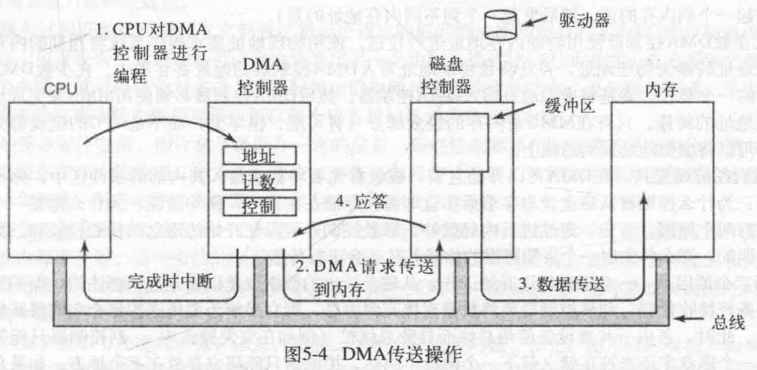 驱动器
1. CPU对DMA
控制器进行
编程
DMA
控制器
磁盘
控制器
CPU
缓冲区
内存
地址
计数
控制
4. 应答
完成时中断
2. DMA请求传送
到内存
3. 数据传送
总线
图5-4 DMA传送操作